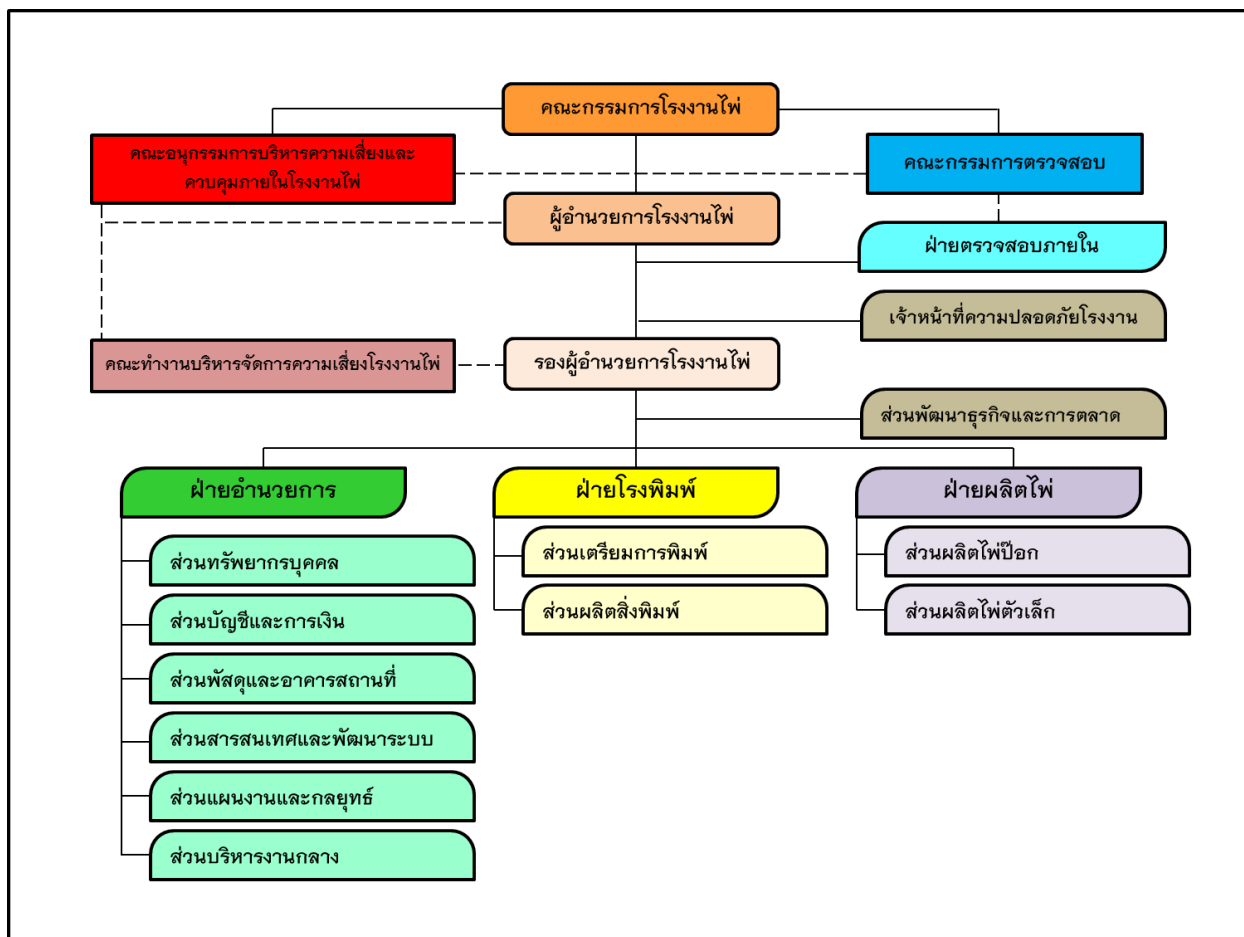 คณะกรรมการโรงงานไพ่
คณะอนุกรรมการบริหารความเสี่ยงและ
ควบคุมภายในโรงงานไพ่
คณะกรรมการตรวจสอบ
ผู้อำนวยการโรงงานไพ่
ฝ่ายตรวจสอบภายใน
เจ้าหน้าที่ความปลอดภัยโรงงาน
คณะทำงานบริหารจัดการความเสี่ยงโรงงานไพ่
รองผู้อำนวยการโรงงานไพ่
ส่วนพัฒนาธุรกิจและการตลาด
ฝ่ายอำนวยการ
ส่วนทรัพยากรบุคคล
ส่วนบัญชีและการเงิน
ส่วนพัสดุและอาคารสถานที่
ส่วนสารสนเทศและพัฒนาระบบ
ส่วนแผนงานและกลยุทธ์
ส่วนบริหารงานกลาง
ฝ่ายโรงพิมพ์
ส่วนเตรียมการพิมพ์
ส่วนผลิตสิ่งพิมพ์
ฝ่ายผลิตไพ่
ส่วนผลิตไพ่ป๊อก
ส่วนผลิตไพ่ตัวเล็ก